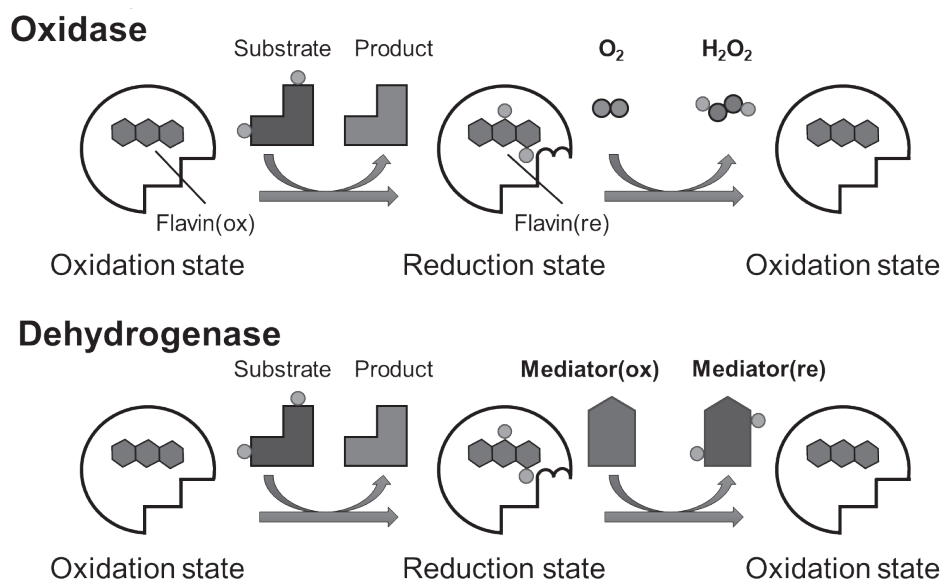 Oxidase
Substrate Product O₂ H₂O₂
Flavin(ox) Flavin(re)
Oxidation state Reduction state Oxidation state
Dehydrogenase
Substrate Product Mediator(ox) Mediator(re)
Oxidation state Reduction state Oxidation state